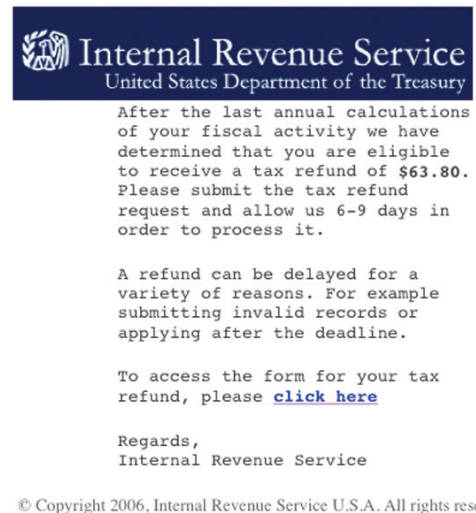 Internal Revenue Service
United States Department of the Treasury
After the last annual calculations
of your fiscal activity we have
determined that you are eligible
to receive a tax refund of $63.80.
Please submit the tax refund
request and allow us 6-9 days in
order to process it.
A refund can be delayed for a
variety of reasons. For example
submitting invalid records or
applying after the deadline.
To access the form for your tax
refund, please click here
Regards,
Internal Revenue Service
© Copyright 2006, Internal Revenue Service U.S.A. All rights